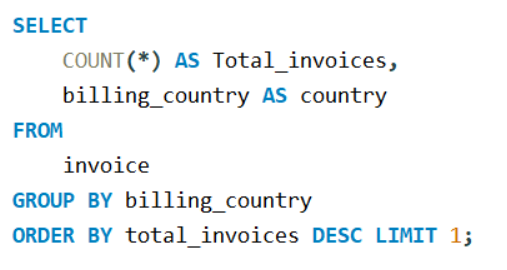 SELECT
COUNT(*) AS Total_invoices,
billing_country AS country
FROM
invoice
GROUP BY billing_country
ORDER BY total_invoices DESC LIMIT 1;